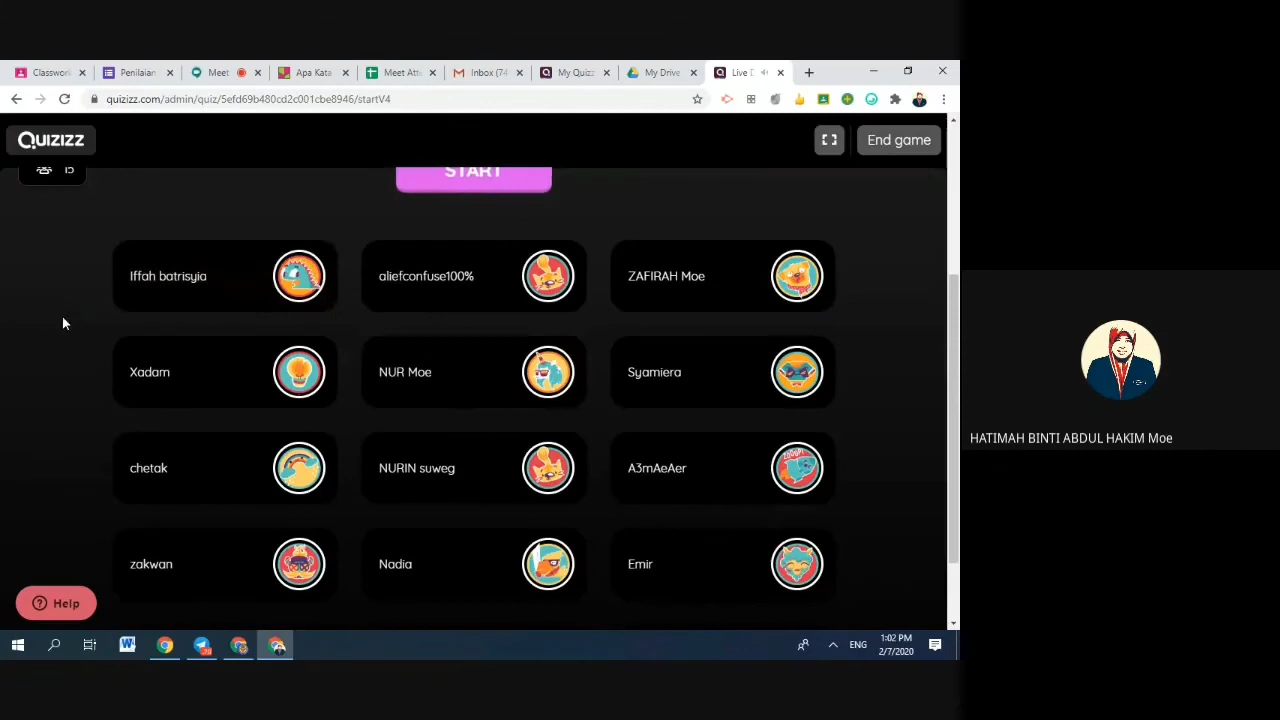 Classwork
Penilaian
Meet
Apa Kata
Meet Atte
Inbox (74
My Quizz
My Drive
Live D
quizizz.com/admin/quiz/5efd69b480cd2c001cbe8946/startV4
QUIZIZZ
End game
15
START
Iffah batrisyia
aliefconfuse100%
ZAFIRAH Moe
Xadam
NUR Moe
Syamiera
chetak
NURIN suweg
A3mAeAer
zakwan
Nadia
Emir
Help
HATIMAH BINTI ABDUL HAKIM Moe
ENG
1:02 PM
2/7/2020